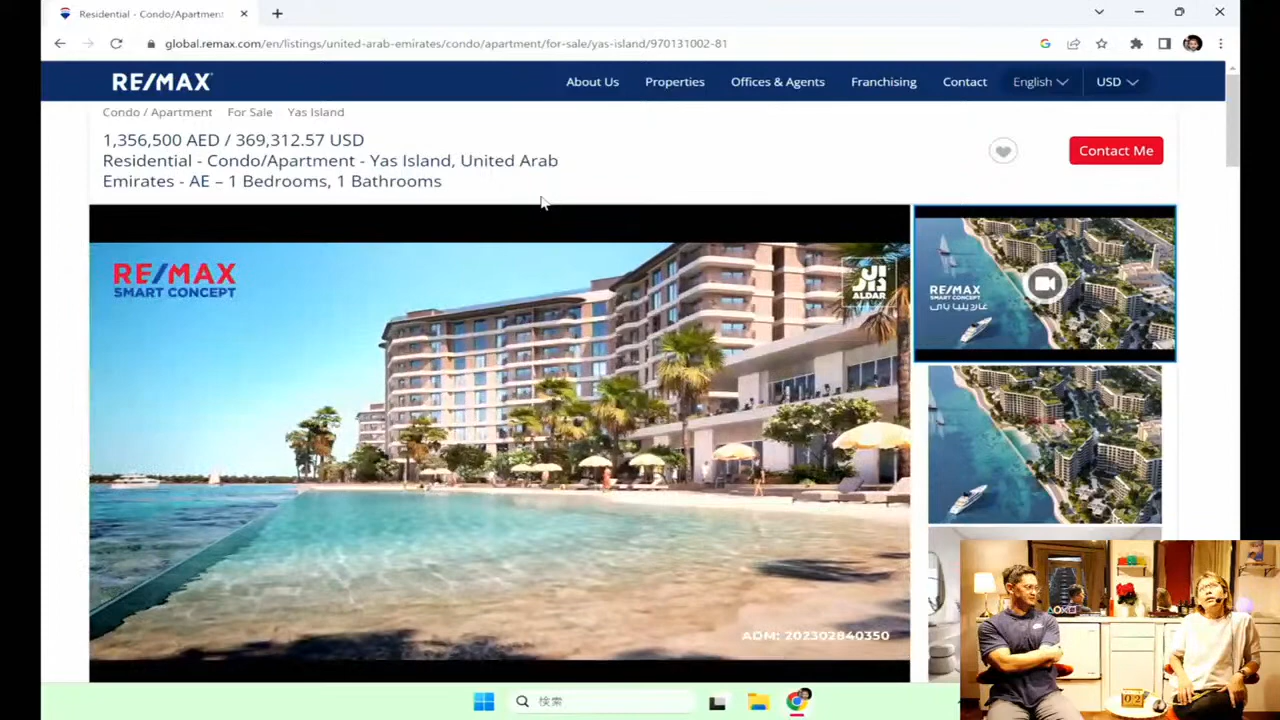 Residential - Condo/Apartment
global.remax.com/en/listings/united-arab-emirates/condo/apartment/for-sale/yas-island/970131002-81
RE/MAX
About Us
Properties
Offices & Agents
Franchising
Contact
English
USD
Condo / Apartment
For Sale
Yas Island
1,356,500 AED / 369,312.57 USD
Residential - Condo/Apartment - Yas Island, United Arab
Emirates - AE – 1 Bedrooms, 1 Bathrooms
Contact Me
RE/MAX
SMART CONCEPT
الدار
ALDAR
RE/MAX
SMART CONCEPT
ADM: 202302840350
検索
02